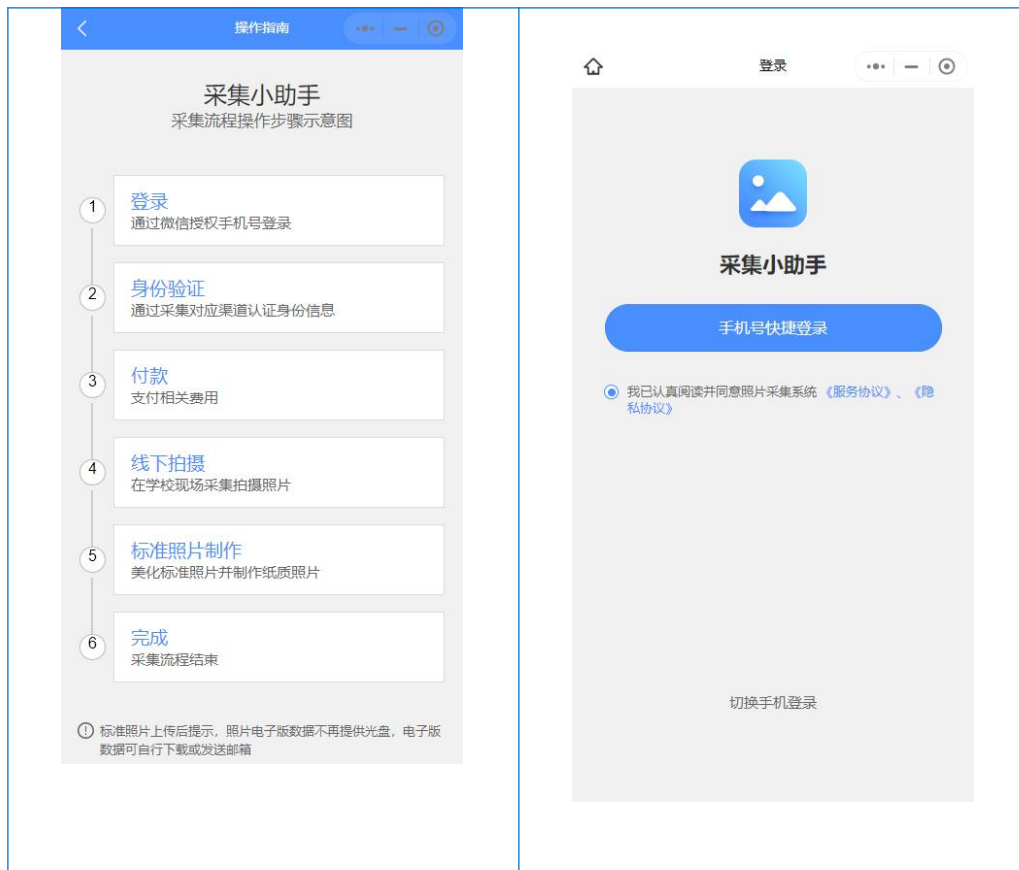 操作指南
采集小助手
采集流程操作步骤示意图
1
登录
通过微信授权手机号登录
2
身份验证
通过采集对应渠道认证身份信息
3
付款
支付相关费用
4
线下拍摄
在学校现场采集拍摄照片
5
标准照片制作
美化标准照片并制作纸质照片
6
完成
采集流程结束
标准照片上传后提示，照片电子版数据不再提供光盘，电子版
数据可自行下载或发送邮箱
登录
采集小助手
手机号快捷登录
我已认真阅读并同意照片采集系统《服务协议》、《隐
私协议》
切换手机登录